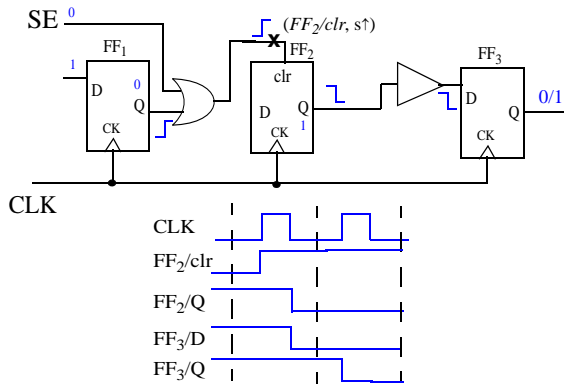 SE 0
(FF2/clr, s↑)
FF1
FF2
FF3
1
D
0
Q
CK
clr
D
Q
1
CK
D
Q
0/1
CK
CLK
CLK
FF2/clr
FF2/Q
FF3/D
FF3/Q